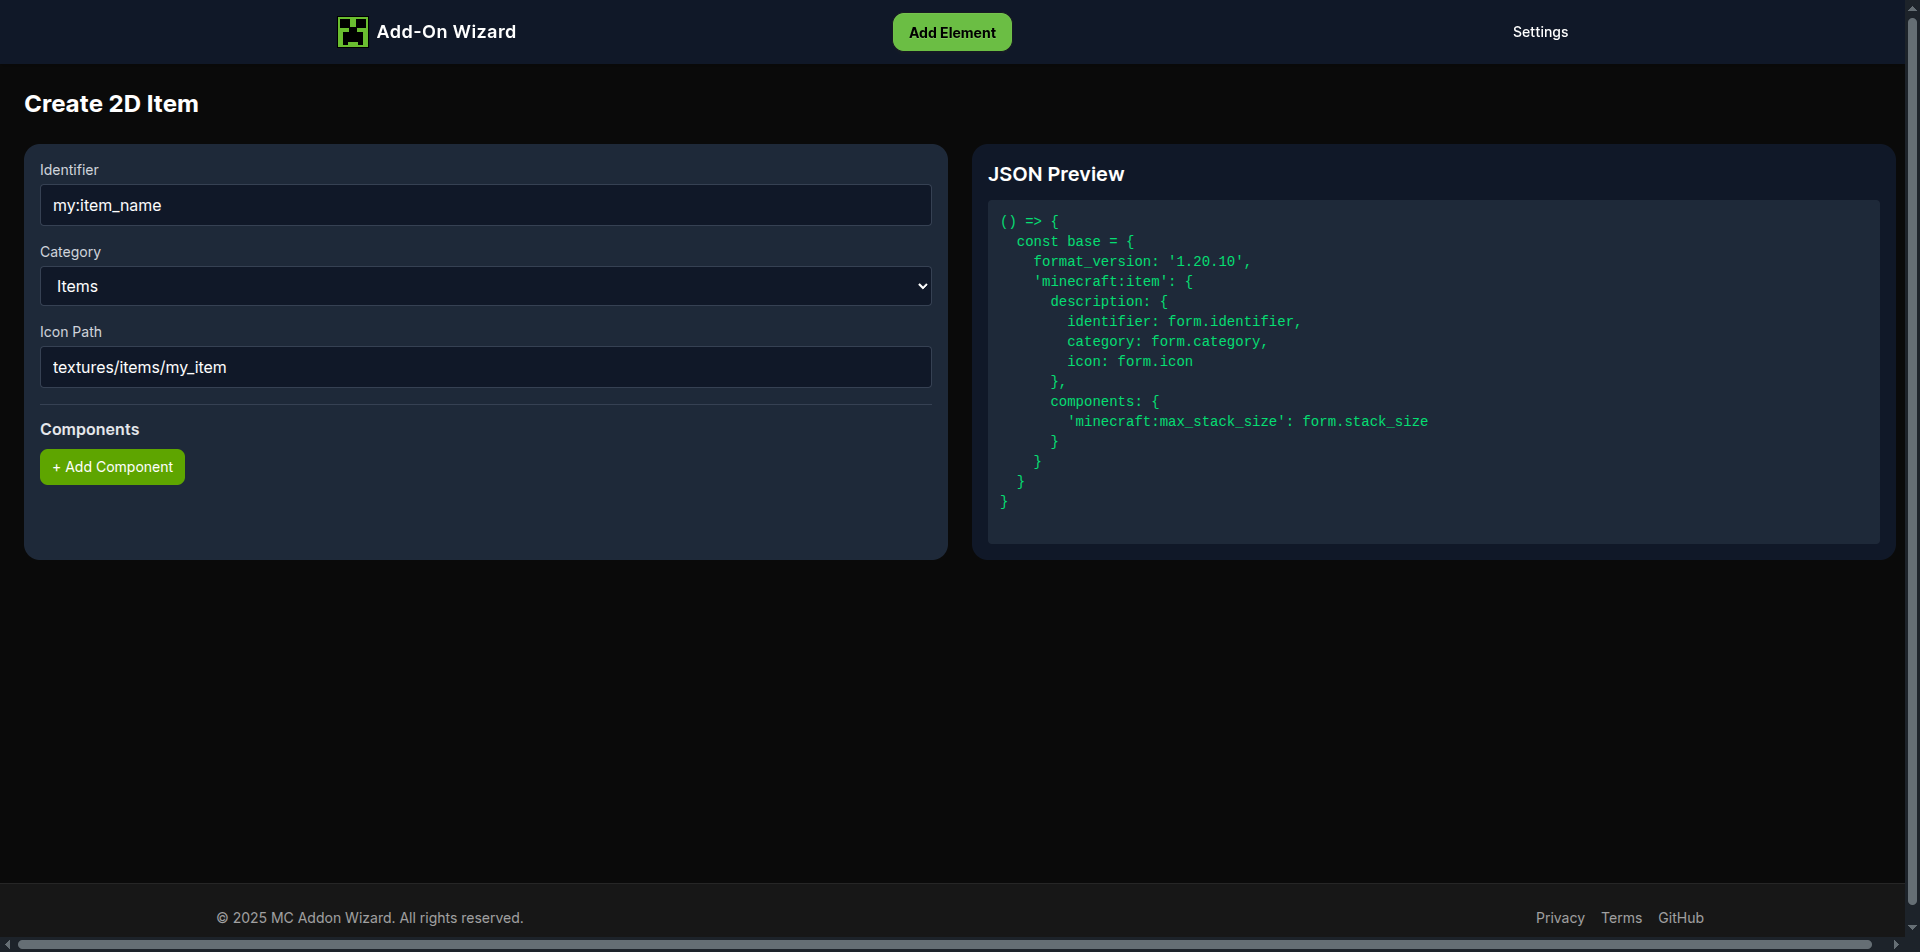 Add-On Wizard
Add Element
Settings
Create 2D Item
Identifier
my:item_name
Category
Items
Icon Path
textures/items/my_item
Components
+ Add Component
JSON Preview
() => {
  const base = {
    format_version: '1.20.10',
    'minecraft:item': {
      description: {
        identifier: form.identifier,
        category: form.category,
        icon: form.icon
      },
      components: {
        'minecraft:max_stack_size': form.stack_size
      }
    }
  }
}
© 2025 MC Addon Wizard. All rights reserved.
Privacy Terms GitHub